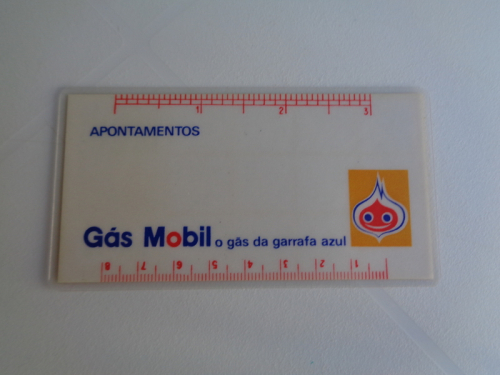 1 2 3
APONTAMENTOS
Gás Mobil o gás da garrafa azul
8 7 6 5 4 3 2 1